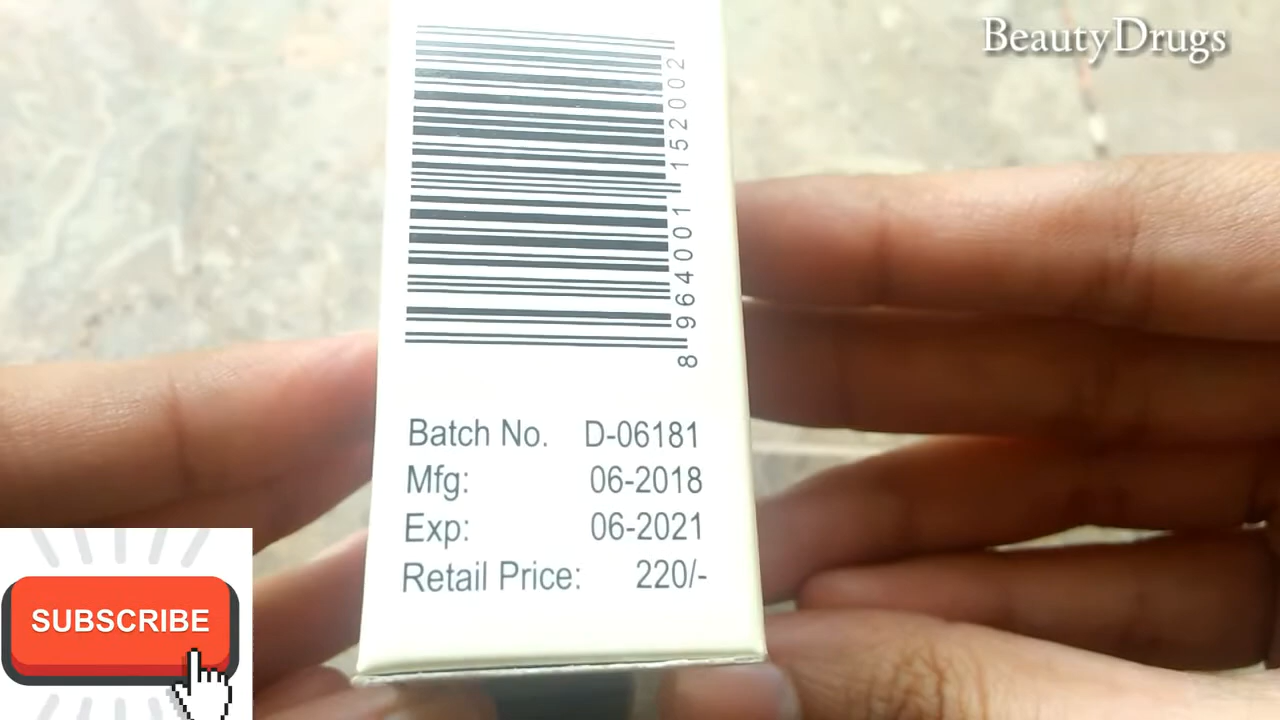 BeautyDrugs
8 964001 152002
Batch No. D-06181
Mfg: 06-2018
Exp: 06-2021
Retail Price: 220/-
SUBSCRIBE